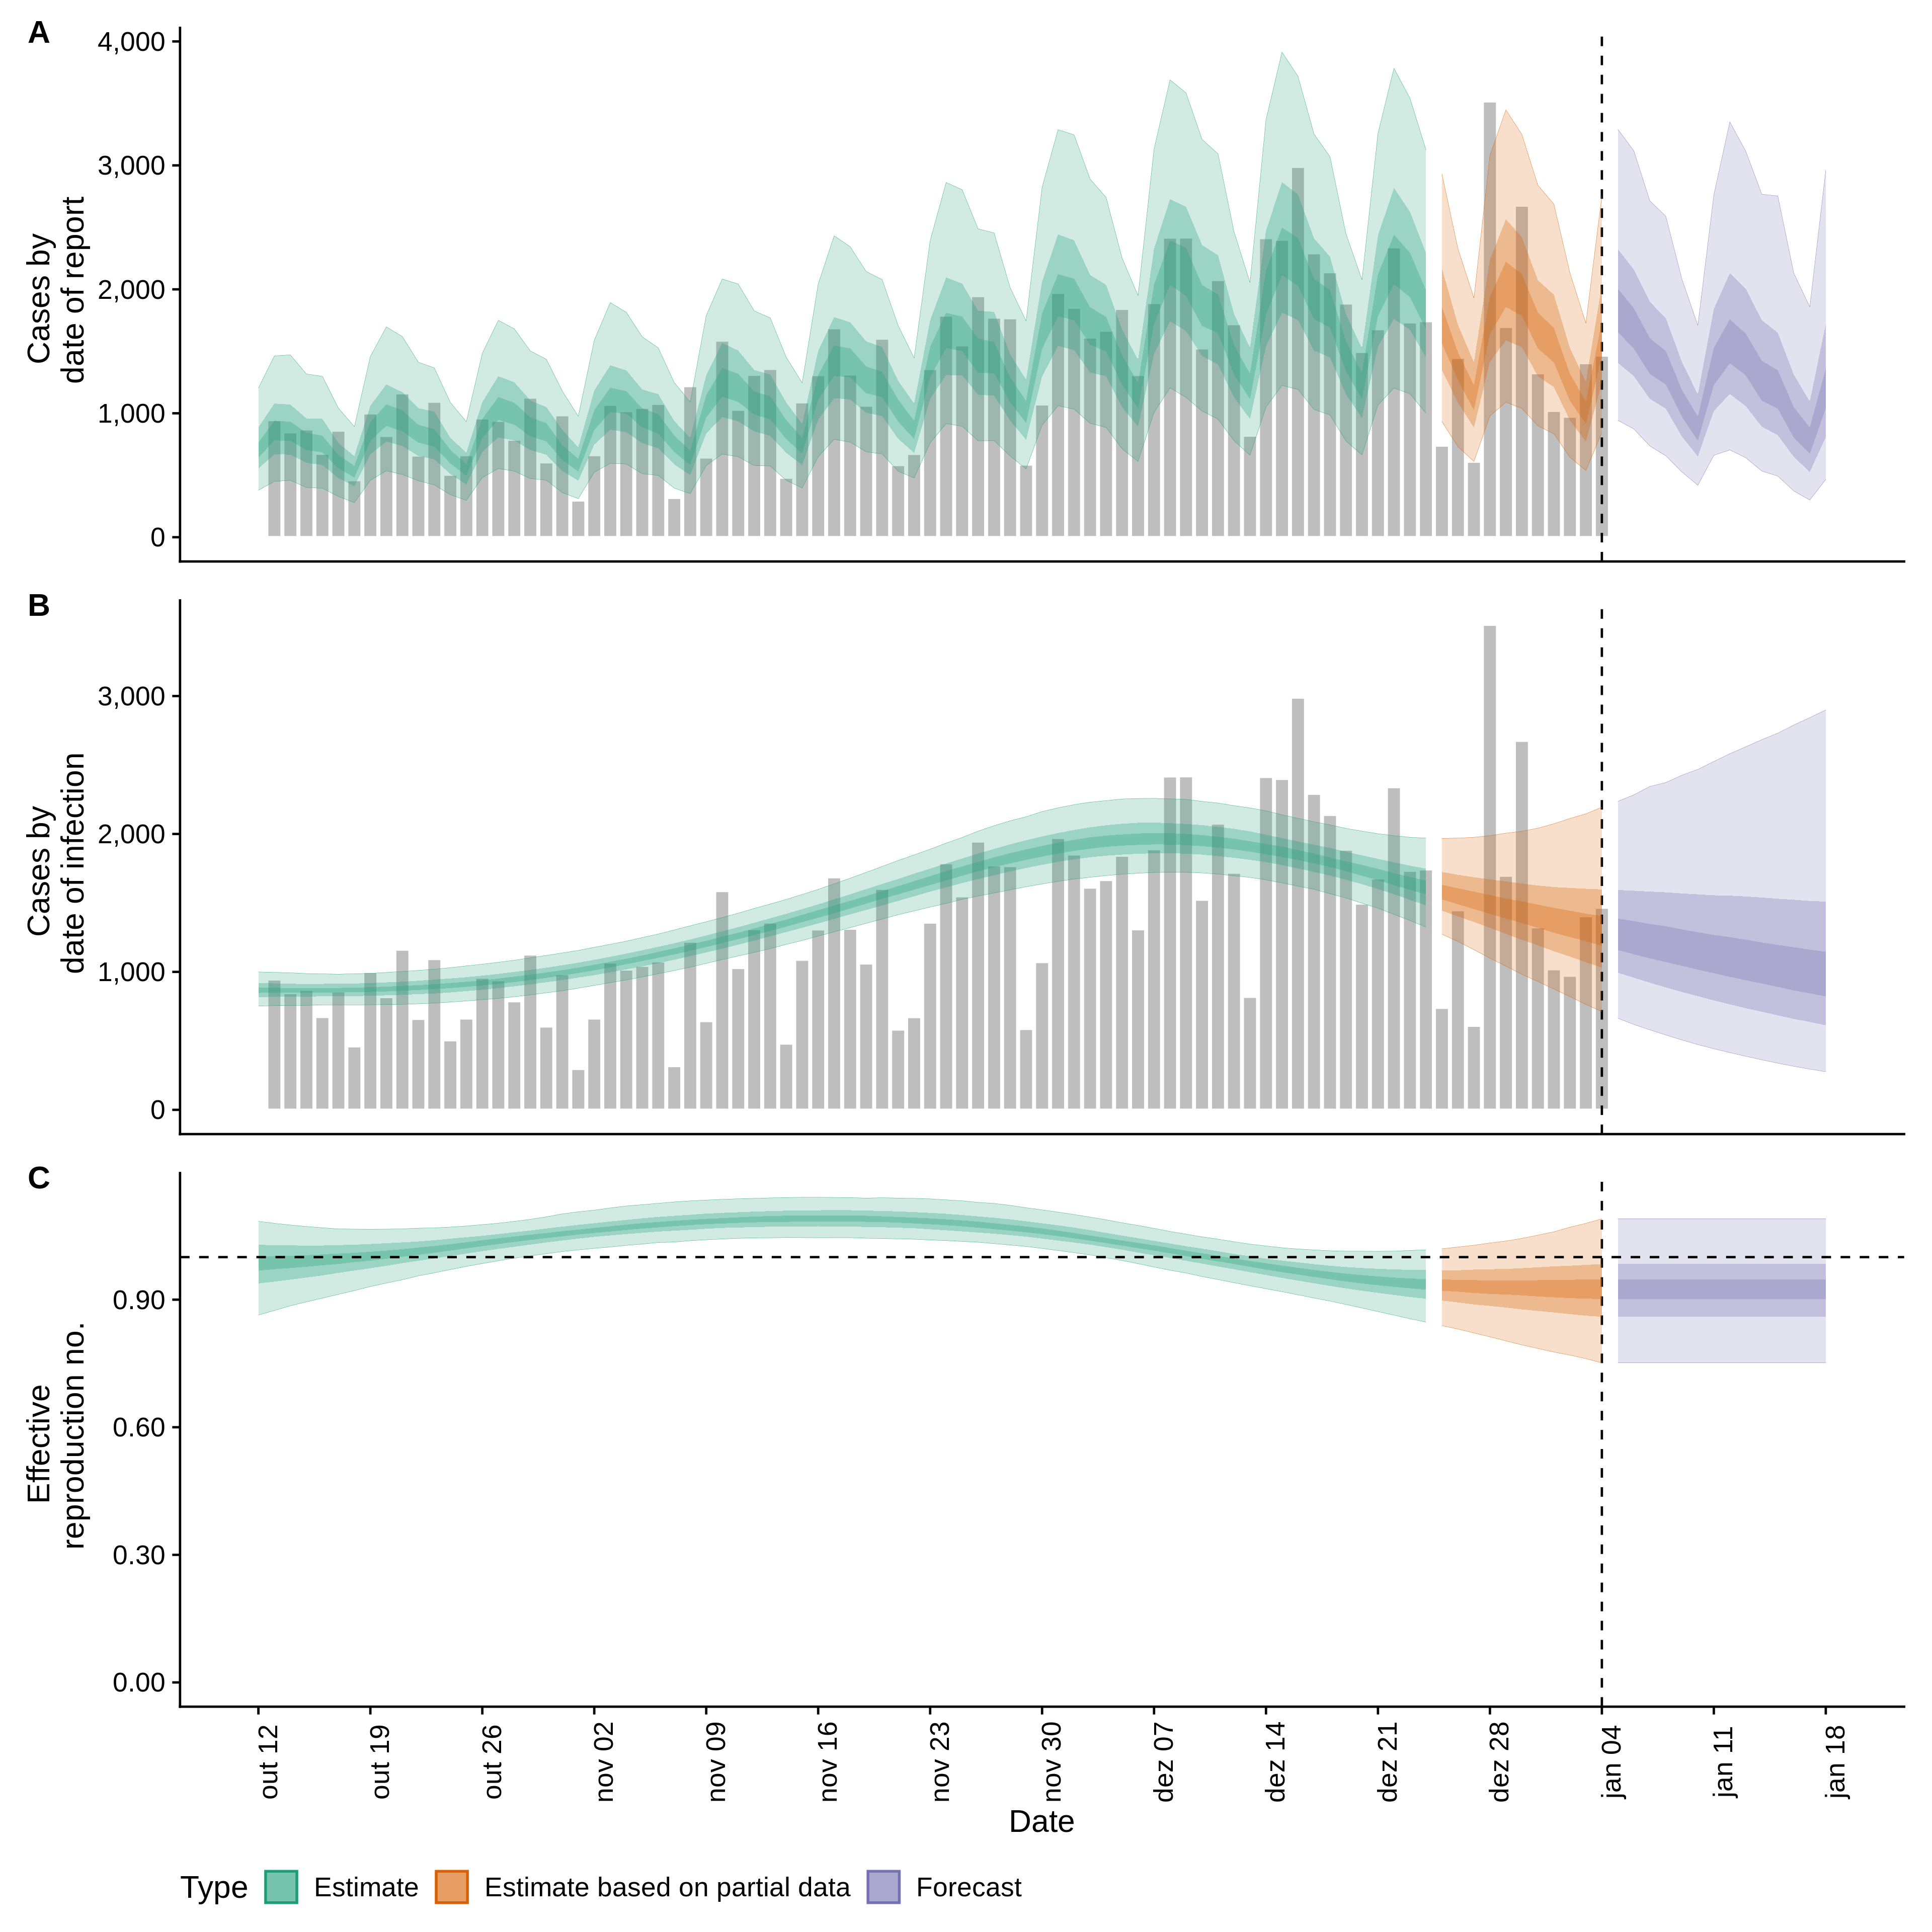 A
4,000
3,000
2,000
1,000
0
Cases by
date of report
B
3,000
2,000
1,000
0
Cases by
date of infection
C
0.90
0.60
0.30
0.00
Effective
reproduction no.
out 12
out 19
out 26
nov 02
nov 09
nov 16
nov 23
nov 30
dez 07
dez 14
dez 21
dez 28
jan 04
jan 11
jan 18
Date
Type Estimate Estimate based on partial data Forecast